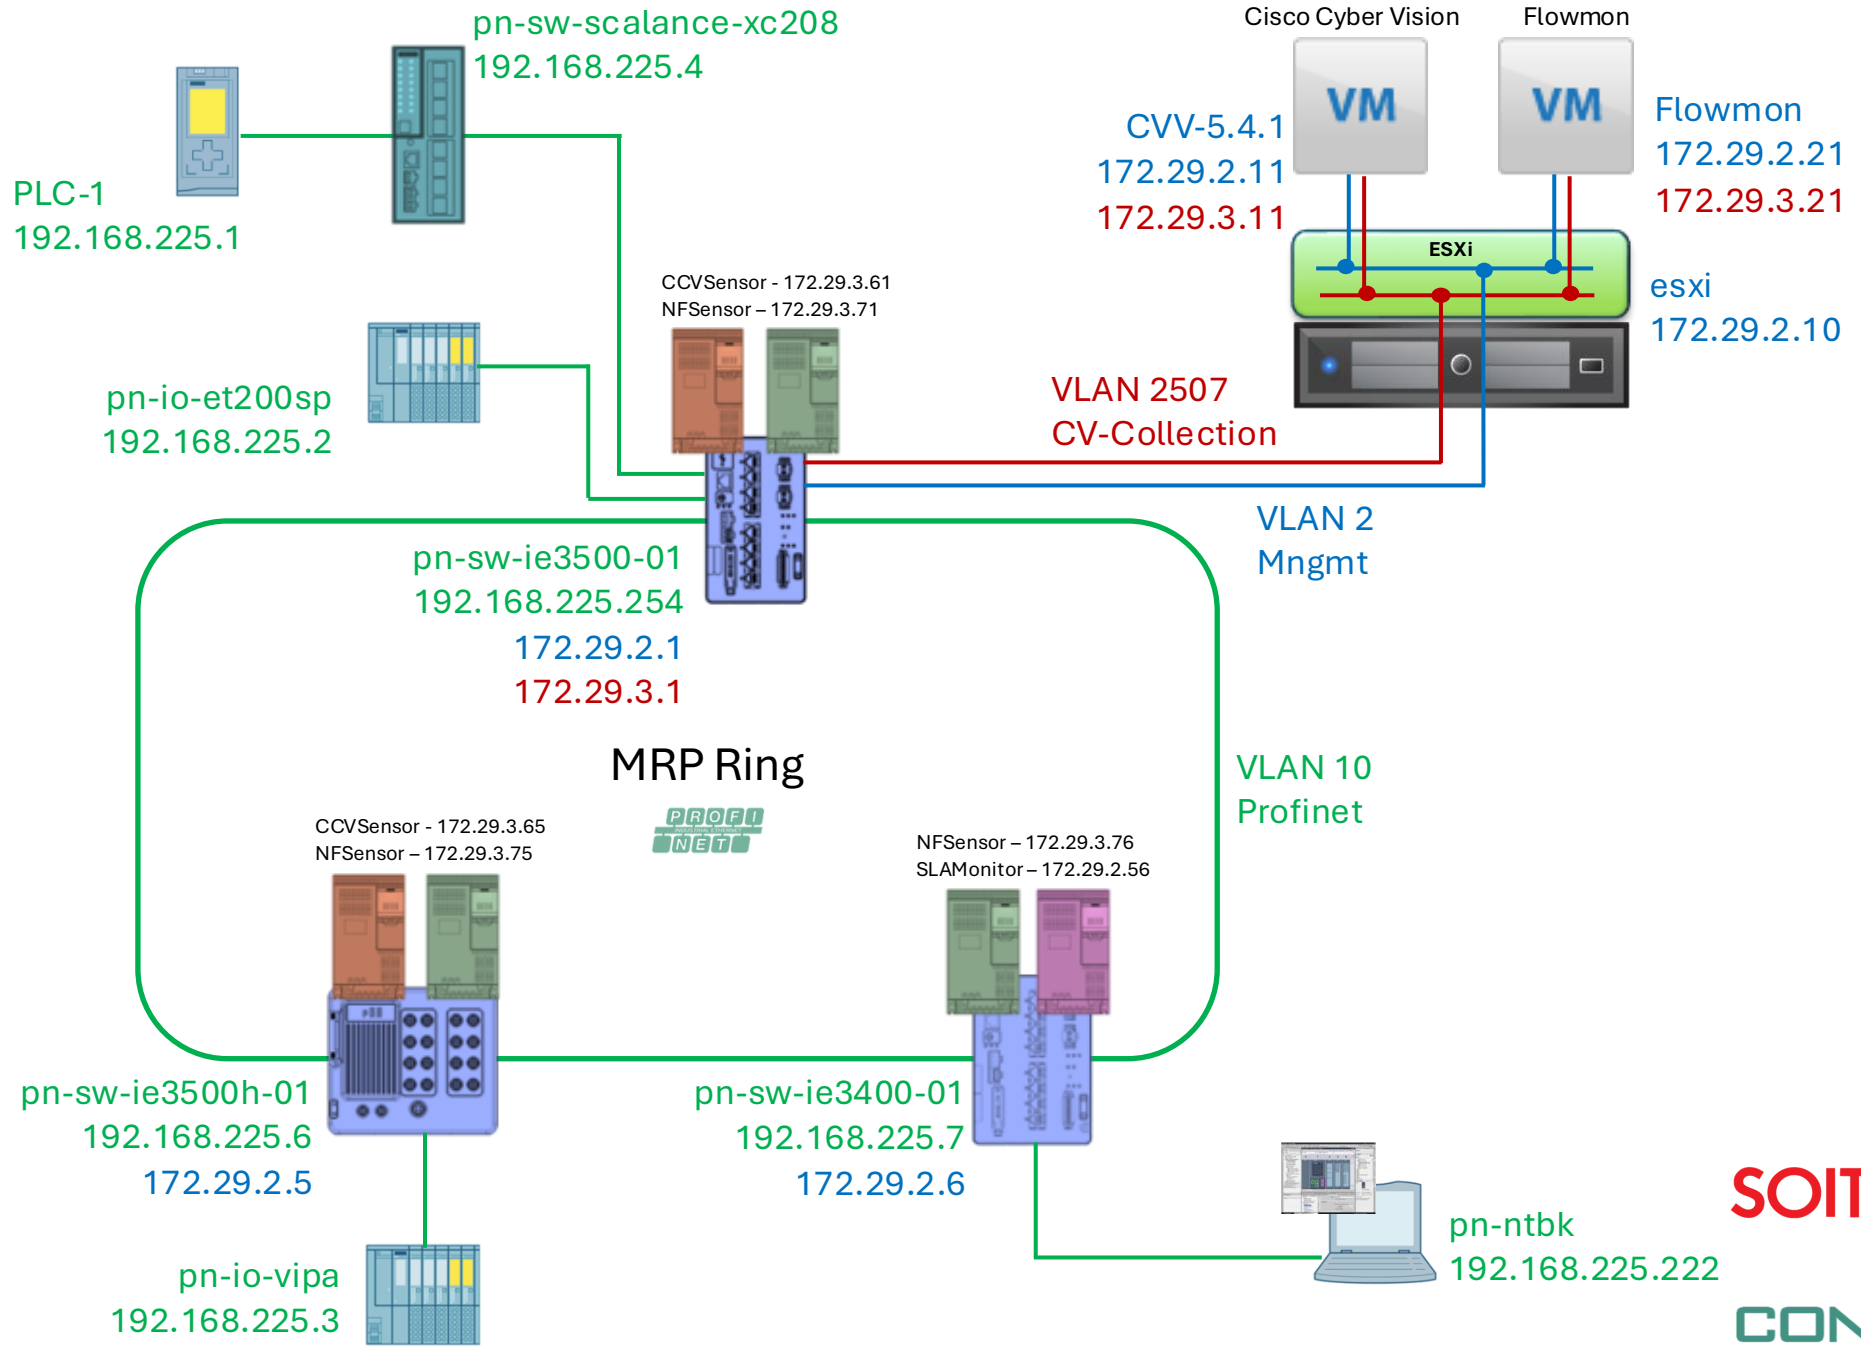 pn-sw-scalance-xc208
192.168.225.4
Cisco Cyber Vision
Flowmon
VM
VM
CVV-5.4.1
172.29.2.11
172.29.3.11
Flowmon
172.29.2.21
172.29.3.21
PLC-1
192.168.225.1
ESXi
esxi
172.29.2.10
CCVSensor - 172.29.3.61
NFSensor – 172.29.3.71
pn-io-et200sp
192.168.225.2
VLAN 2507
CV-Collection
VLAN 2
Mngmt
pn-sw-ie3500-01
192.168.225.254
172.29.2.1
172.29.3.1
MRP Ring
PROFI
INDUSTRIAL ETHERNET
NET
VLAN 10
Profinet
CCVSensor - 172.29.3.65
NFSensor – 172.29.3.75
NFSensor – 172.29.3.76
SLAMonitor – 172.29.2.56
pn-sw-ie3500h-01
192.168.225.6
172.29.2.5
pn-sw-ie3400-01
192.168.225.7
172.29.2.6
pn-io-vipa
192.168.225.3
pn-ntbk
192.168.225.222
SOIT
CON